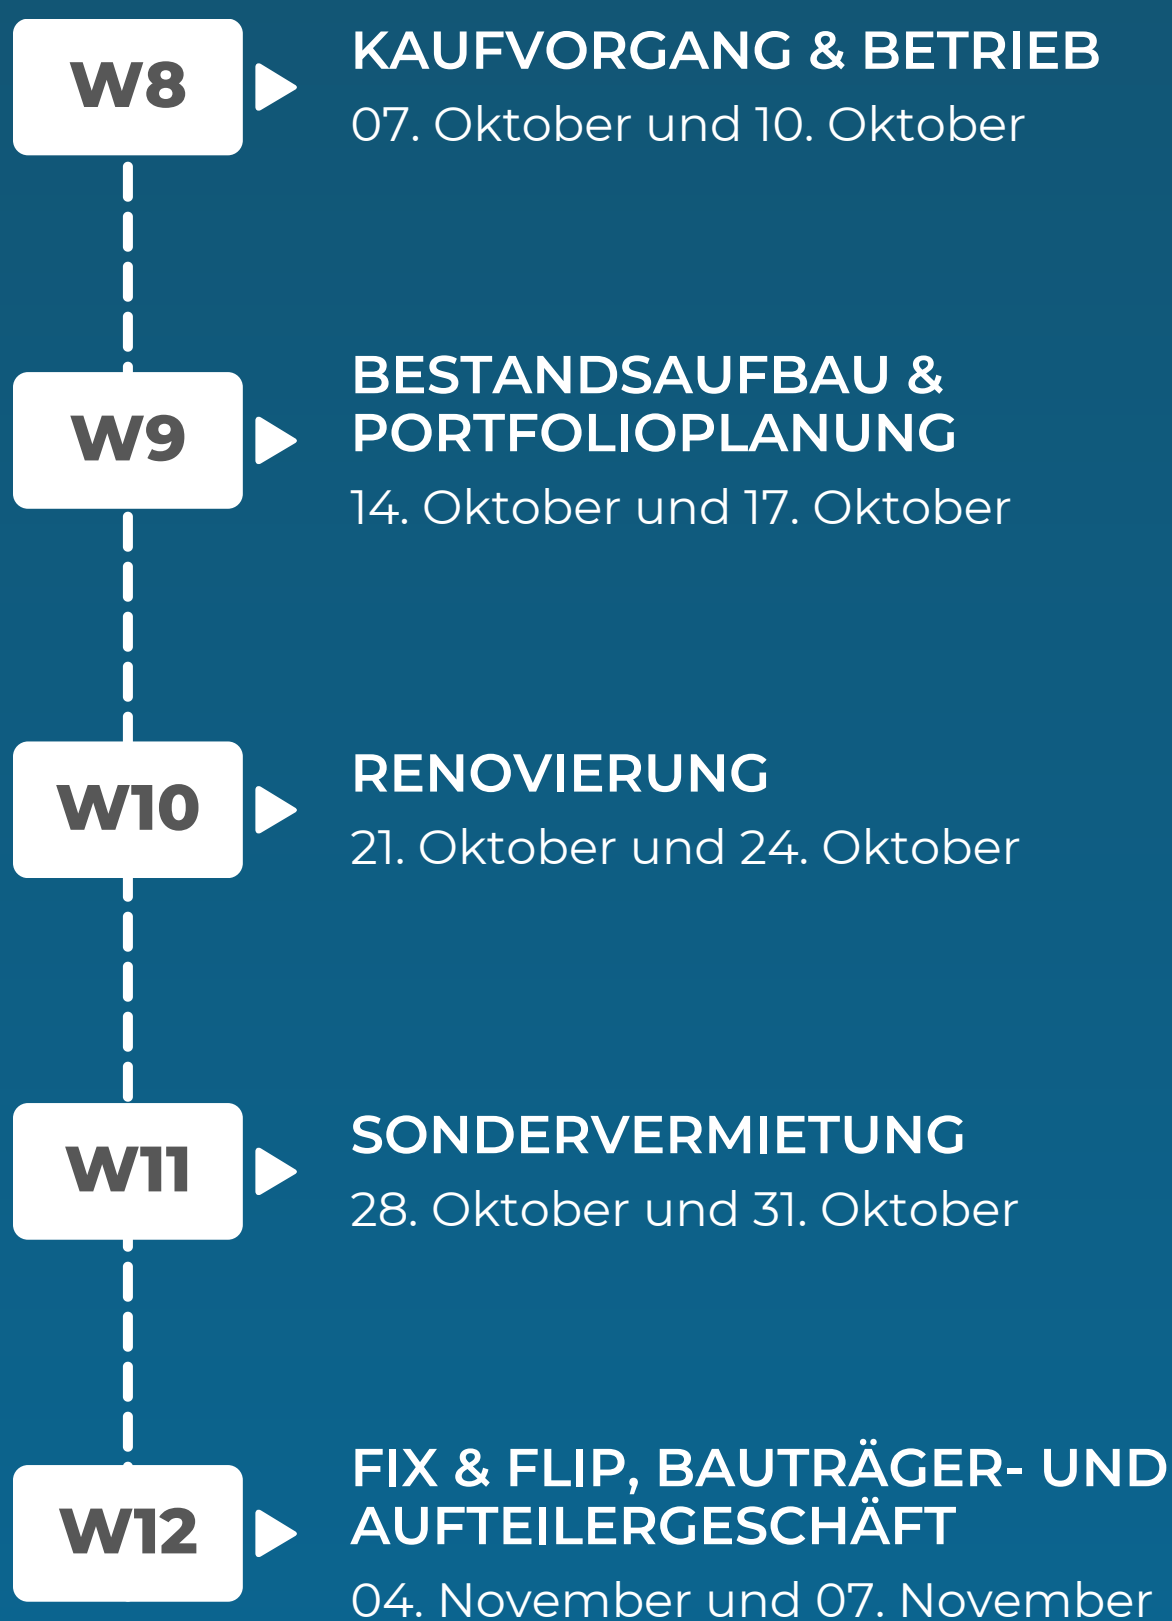 W8
KAUFVORGANG & BETRIEB
07. Oktober und 10. Oktober
W9
BESTANDSAUFBAU &
PORTFOLIOPLANUNG
14. Oktober und 17. Oktober
W10
RENOVIERUNG
21. Oktober und 24. Oktober
W11
SONDERVERMIETUNG
28. Oktober und 31. Oktober
W12
FIX & FLIP, BAUTRÄGER- UND
AUFTEILERGESCHÄFT
04. November und 07. November